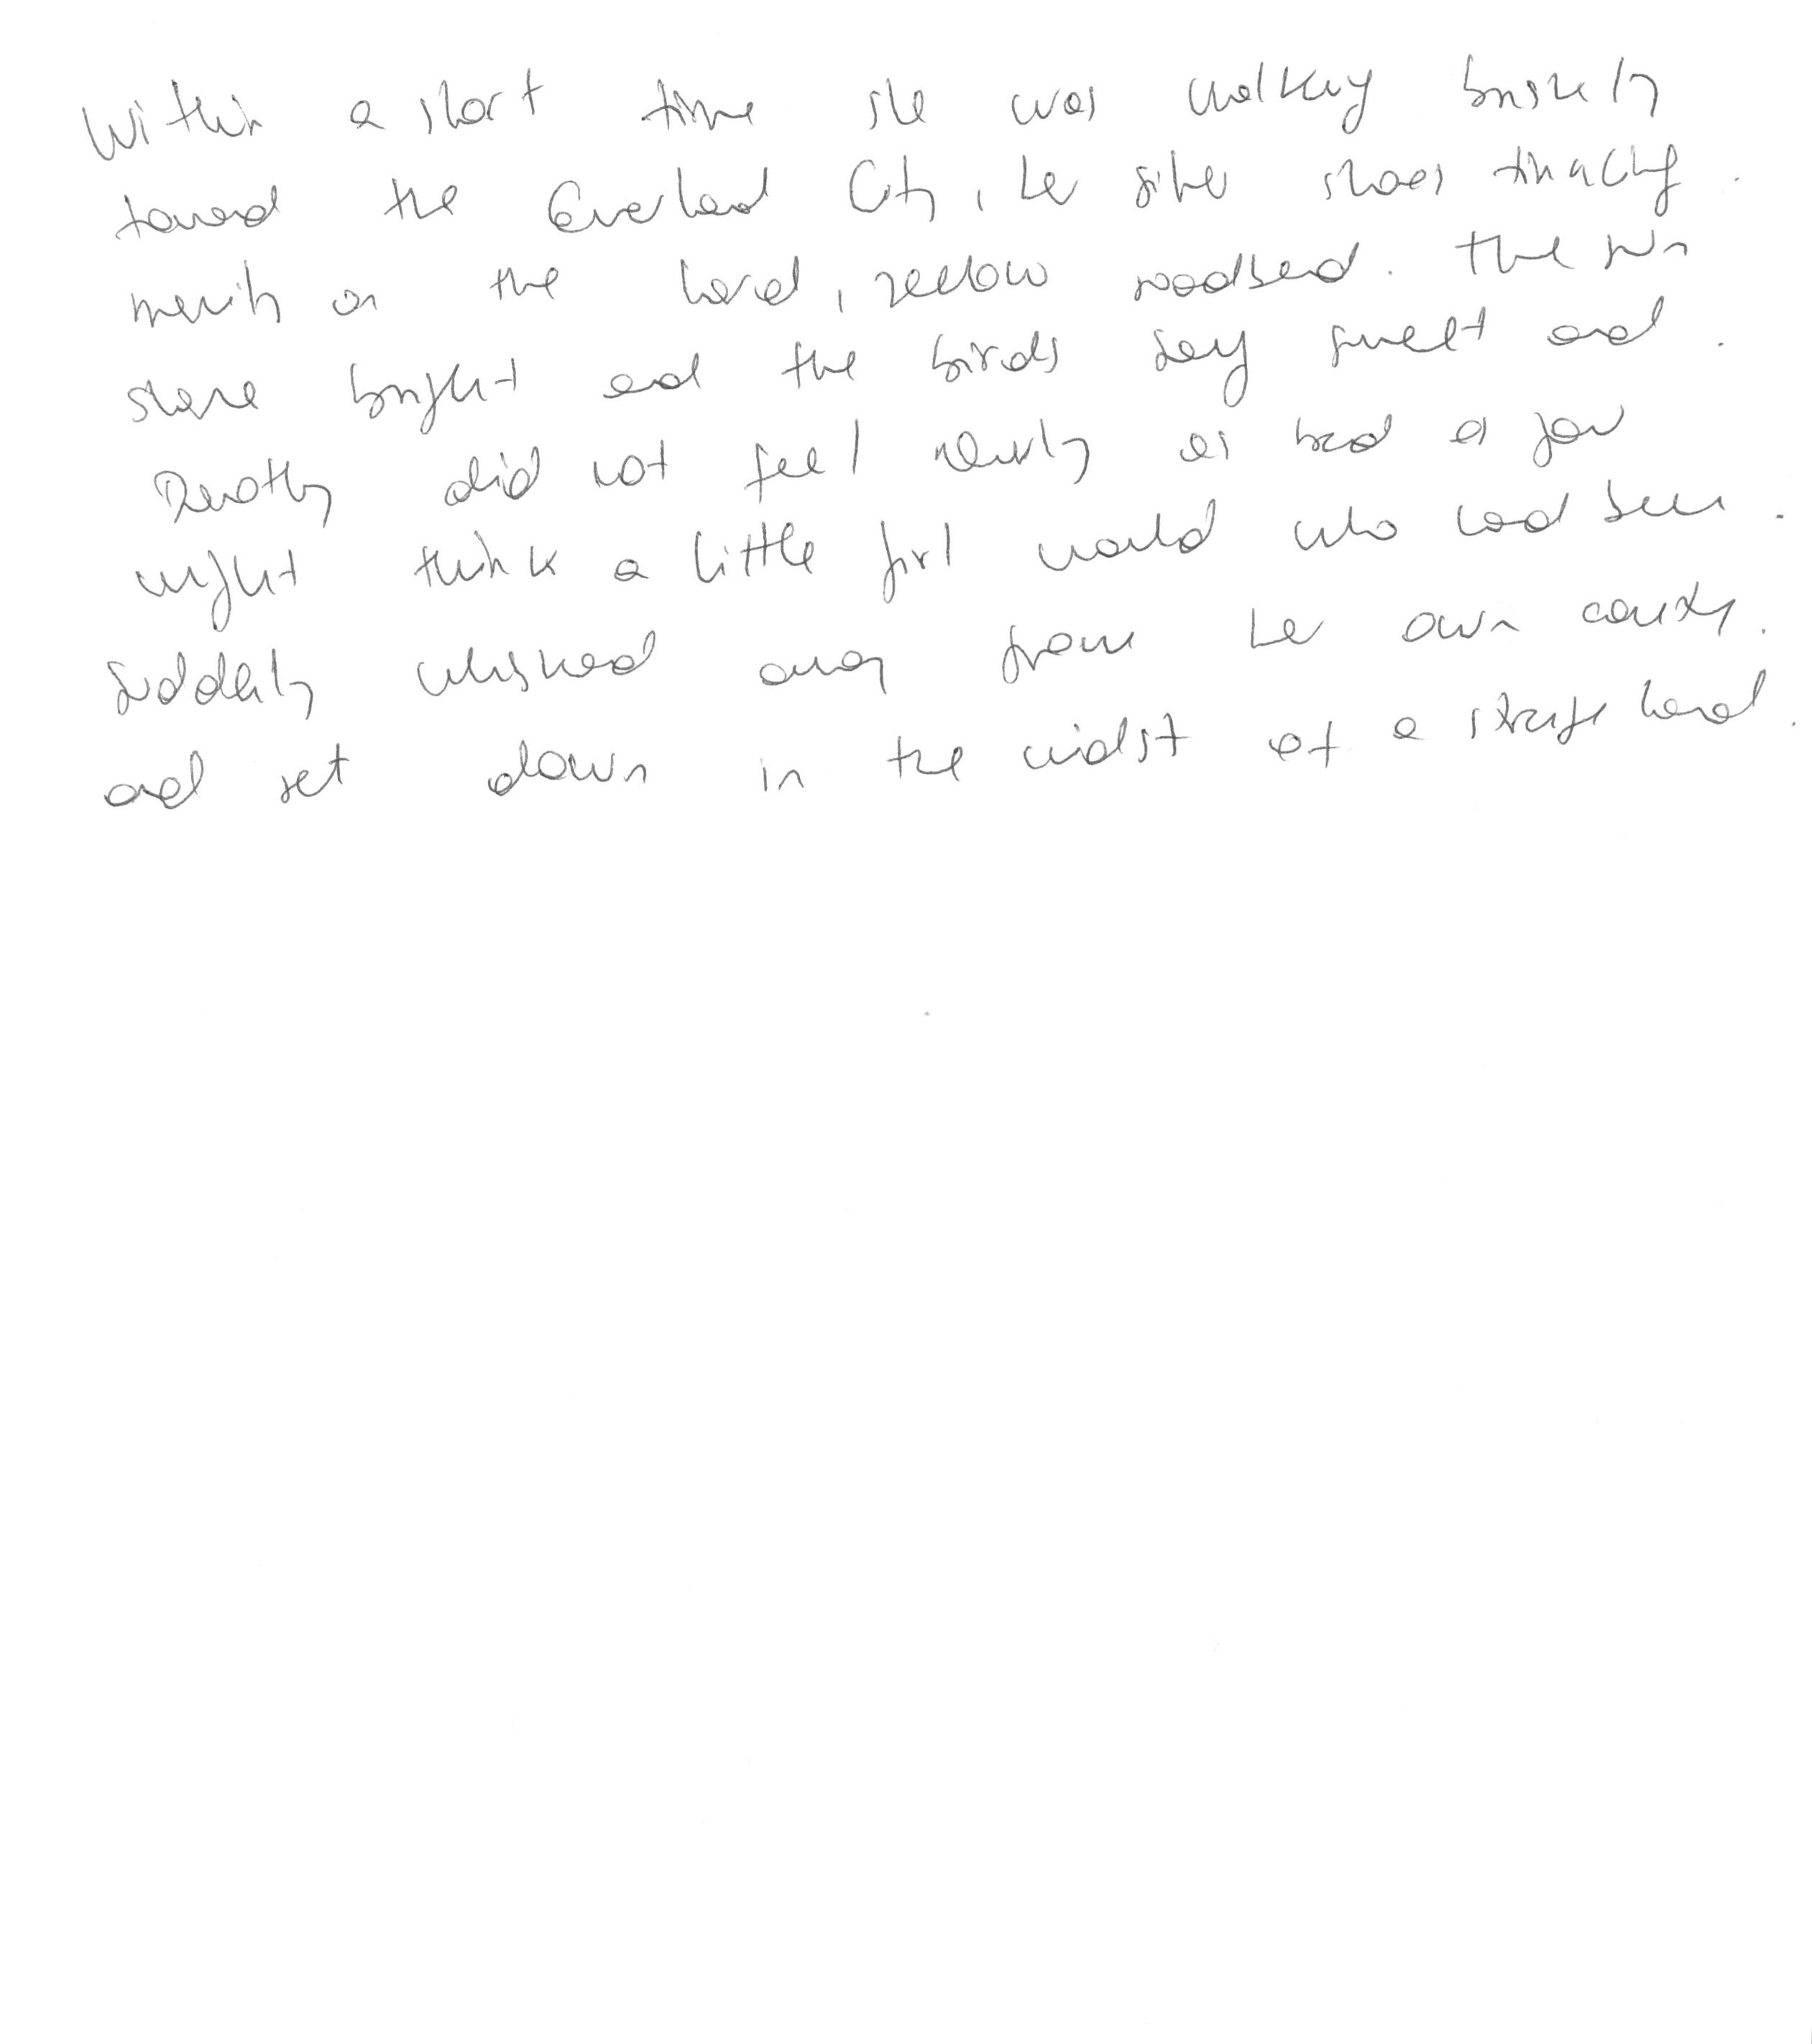 Within a short time she was walking briskly
toward the Emerland City, her silver shoes tinkling
merrily on the hard, yellow roadbed. The sun
shone bright and the birds sang sweet and
Dorothy did not feel nearly as bad as you
might think a little girl would who had been
suddenly whisked away from her own country
and set down in the midst of a strange land.